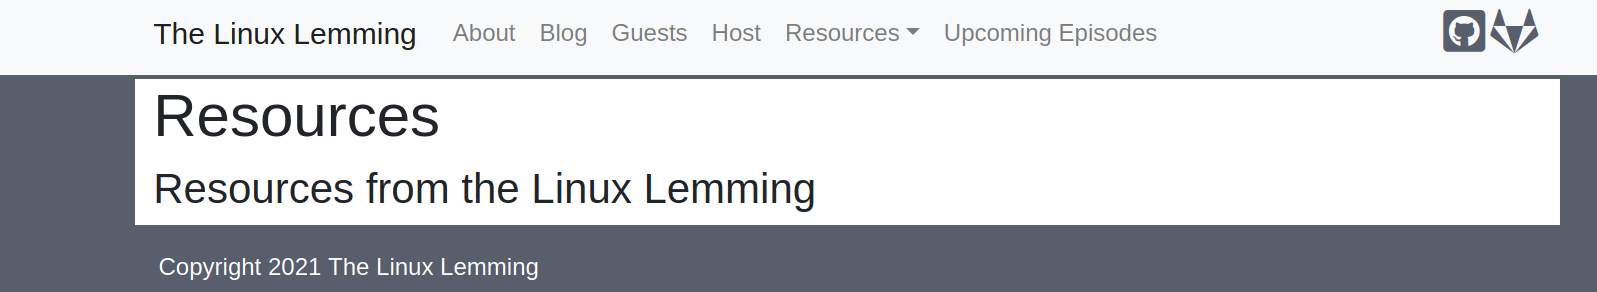 The Linux Lemming About Blog Guests Host Resources Upcoming Episodes
Resources
Resources from the Linux Lemming
Copyright 2021 The Linux Lemming